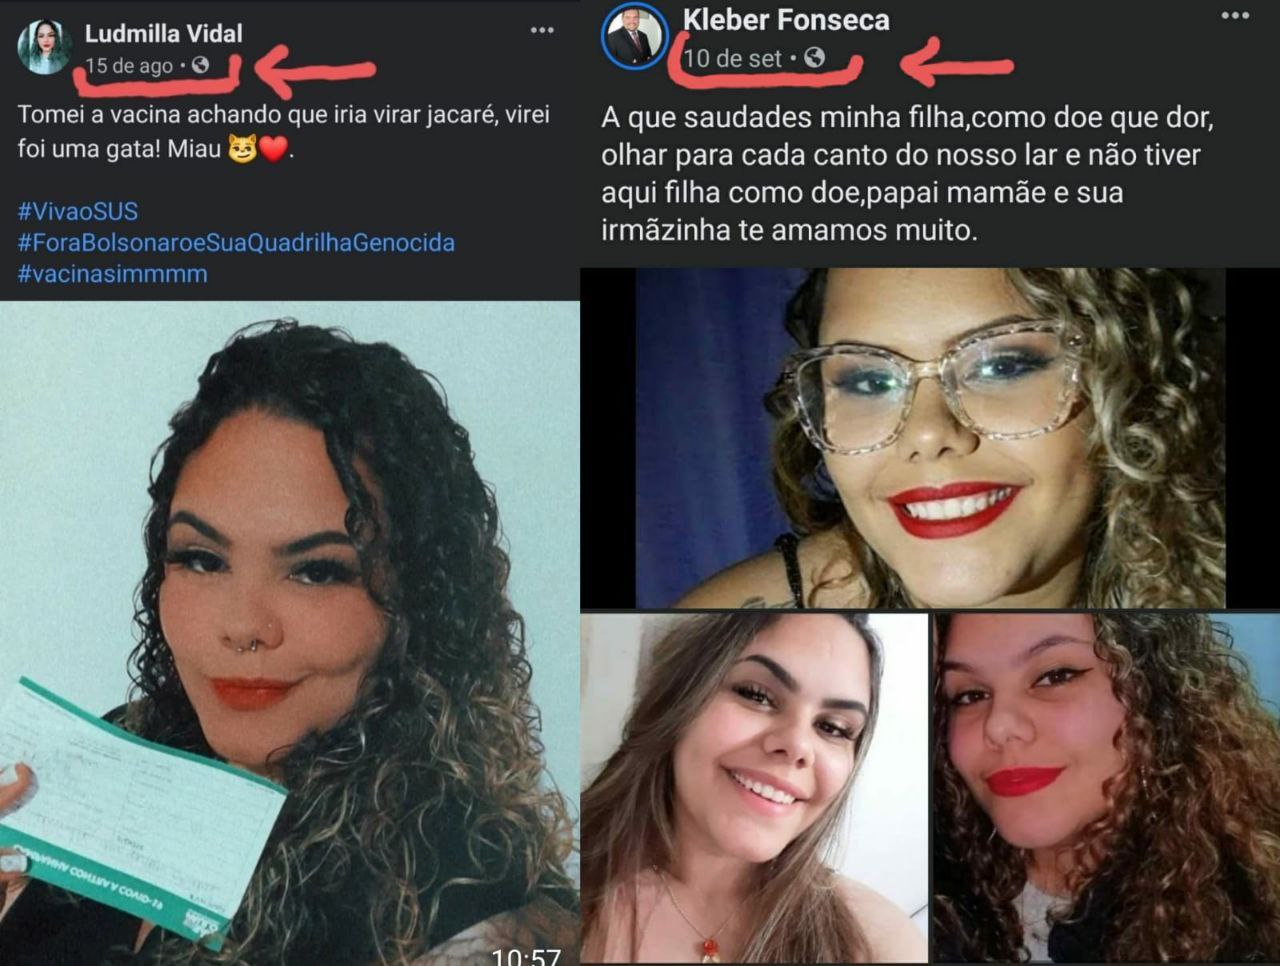 Ludmilla Vidal
15 de ago •
Tomei a vacina achando que iria virar jacaré, virei
foi uma gata! Miau 😼❤️.
#VivaoSUS
#ForaBolsonaroeSuaQuadrilhaGenocida
#vacinasimmmm
10:57
Kleber Fonseca
10 de set •
A que saudades minha filha,como doe que dor,
olhar para cada canto do nosso lar e não tiver
aqui filha como doe,papai mamãe e sua
irmãzinha te amamos muito.